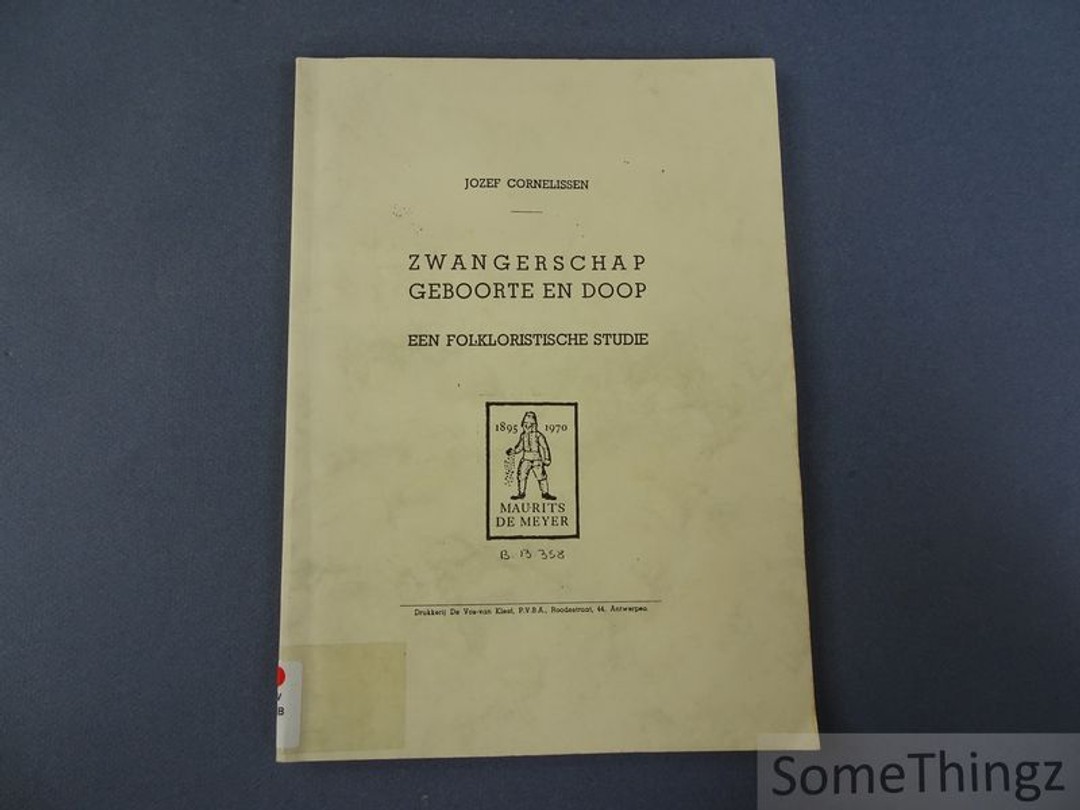 JOZEF CORNELISSEN
ZWANGERSCHAP
GEBOORTE EN DOOP
EEN FOLKLORISTISCHE STUDIE
1895 1970
MAURITS
DE MEYER
B. B 358
Drukkerij De Vos-van Kleef, P.V.B.A., Roodestraat, 44, Antwerpen
V
B
SomeThingz